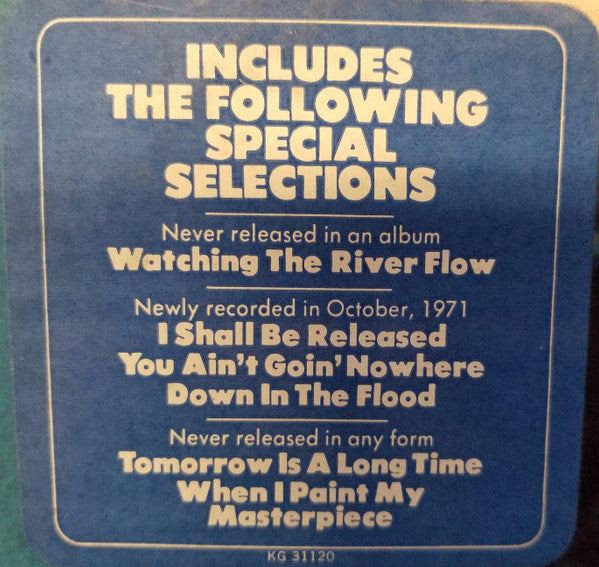 INCLUDES
THE FOLLOWING
SPECIAL
SELECTIONS
Never released in an album
Watching The River Flow
Newly recorded in October, 1971
I Shall Be Released
You Ain't Goin' Nowhere
Down In The Flood
Never released in any form
Tomorrow Is A Long Time
When I Paint My
Masterpiece
KG 31120